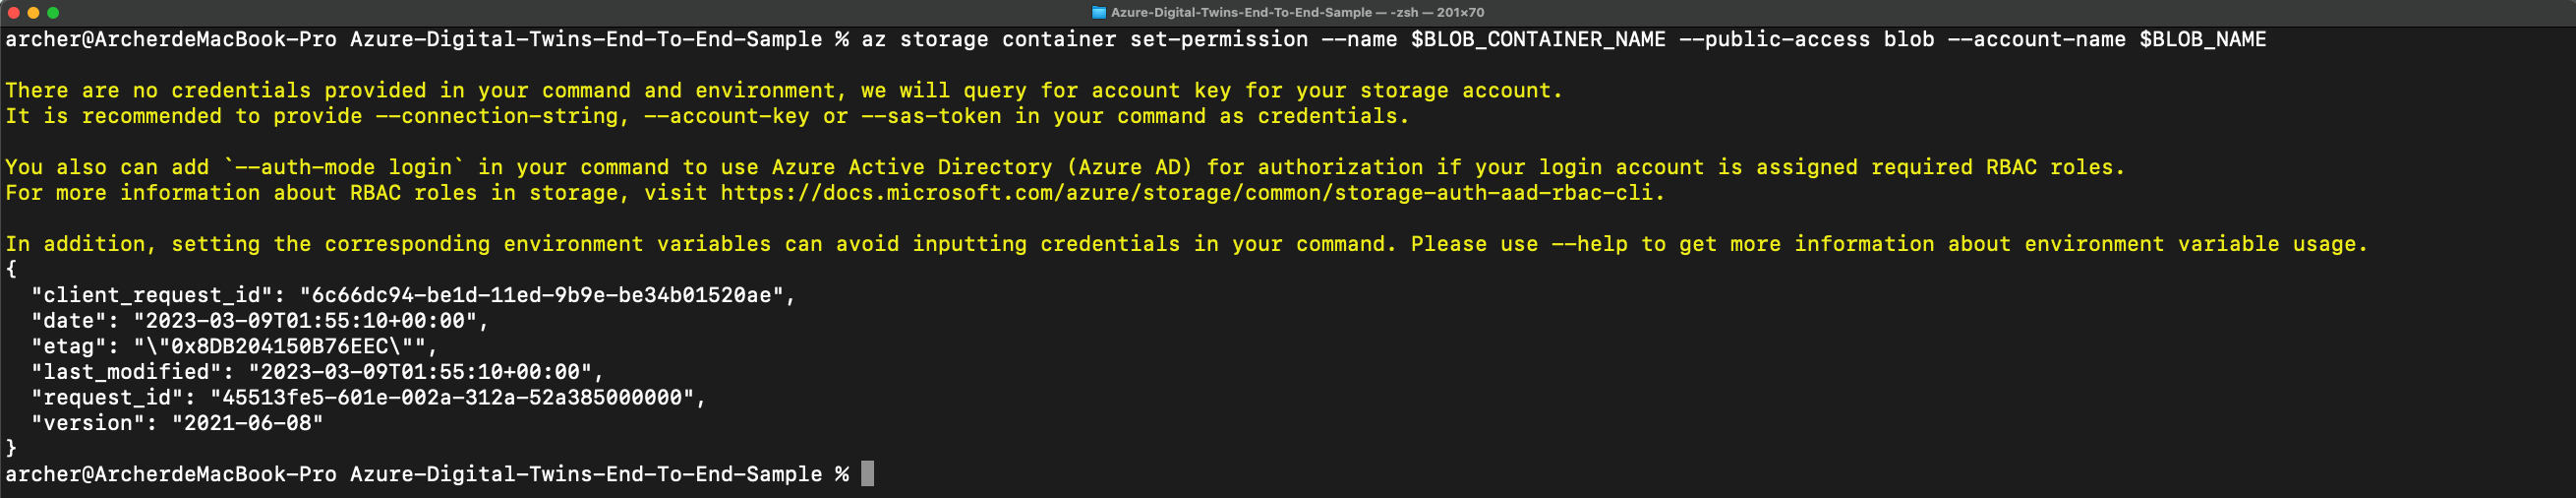 Azure-Digital-Twins-End-To-End-Sample — -zsh — 201×70
archer@ArcherdeMacBook-Pro Azure-Digital-Twins-End-To-End-Sample % az storage container set-permission --name $BLOB_CONTAINER_NAME --public-access blob --account-name $BLOB_NAME
There are no credentials provided in your command and environment, we will query for account key for your storage account.
It is recommended to provide --connection-string, --account-key or --sas-token in your command as credentials.
You also can add `--auth-mode login` in your command to use Azure Active Directory (Azure AD) for authorization if your login account is assigned required RBAC roles.
For more information about RBAC roles in storage, visit https://docs.microsoft.com/azure/storage/common/storage-auth-aad-rbac-cli.
In addition, setting the corresponding environment variables can avoid inputting credentials in your command. Please use --help to get more information about environment variable usage.
{
  "client_request_id": "6c66dc94-be1d-11ed-9b9e-be34b01520ae",
  "date": "2023-03-09T01:55:10+00:00",
  "etag": "\"0x8DB204150B76EEC\"",
  "last_modified": "2023-03-09T01:55:10+00:00",
  "request_id": "45513fe5-601e-002a-312a-52a385000000",
  "version": "2021-06-08"
}
archer@ArcherdeMacBook-Pro Azure-Digital-Twins-End-To-End-Sample %